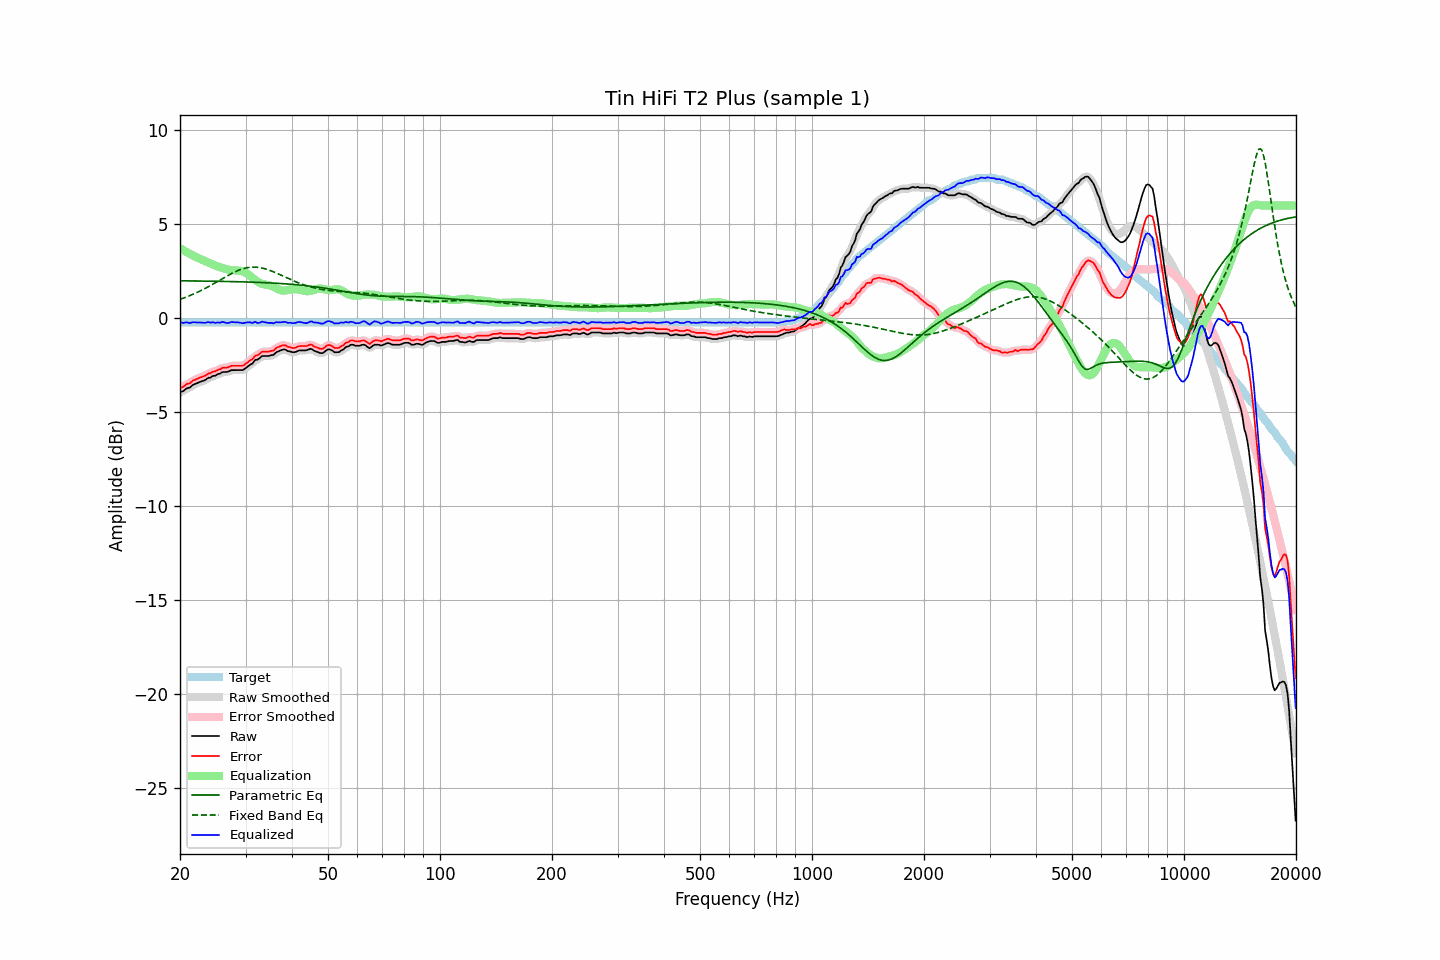 Tin HiFi T2 Plus (sample 1)
10
5
0
−5
−10
−15
−20
−25
Amplitude (dBr)
Target
Raw Smoothed
Error Smoothed
Raw
Error
Equalization
Parametric Eq
Fixed Band Eq
Equalized
20 50 100 200 500 1000 2000 5000 10000 20000
Frequency (Hz)